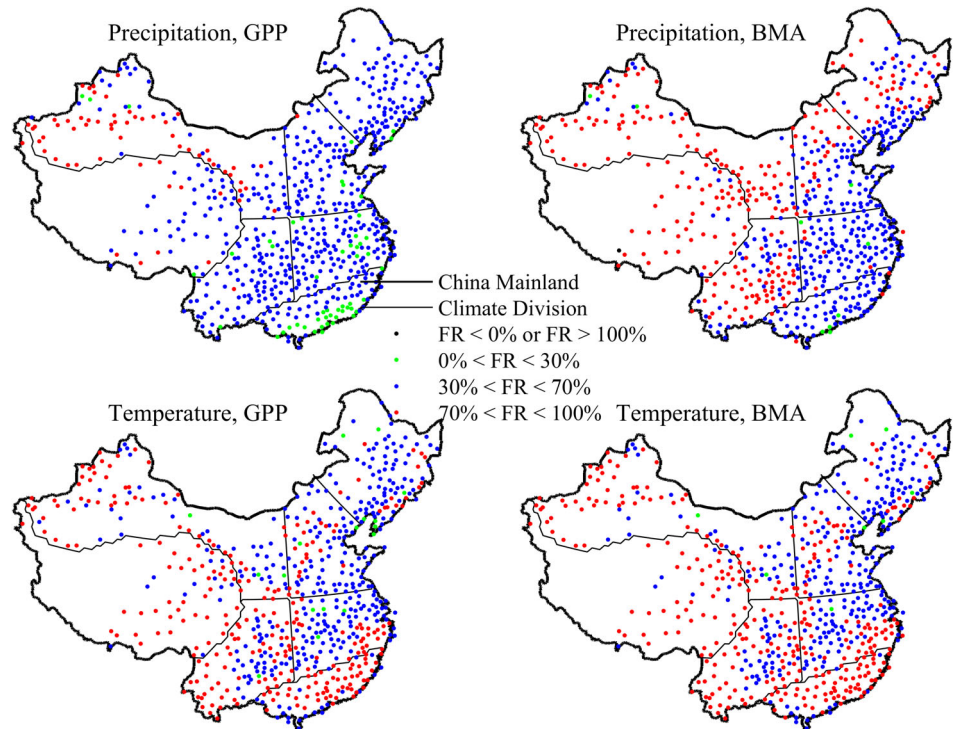 Precipitation, GPP
Precipitation, BMA
China Mainland
Climate Division
FR < 0% or FR > 100%
0% < FR < 30%
30% < FR < 70%
70% < FR < 100%
Temperature, GPP
Temperature, BMA